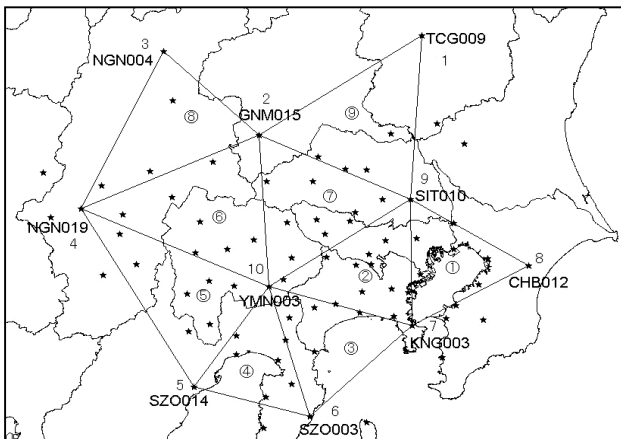 TCG009
3
NGN004
1
⑧
2
⑨
GNM015
9
⑦
SIT010
⑥
NGN019
4
8
10
②
①
CHB012
⑤
YMN003
7
KNG003
③
④
5
SZO014
6
SZO003